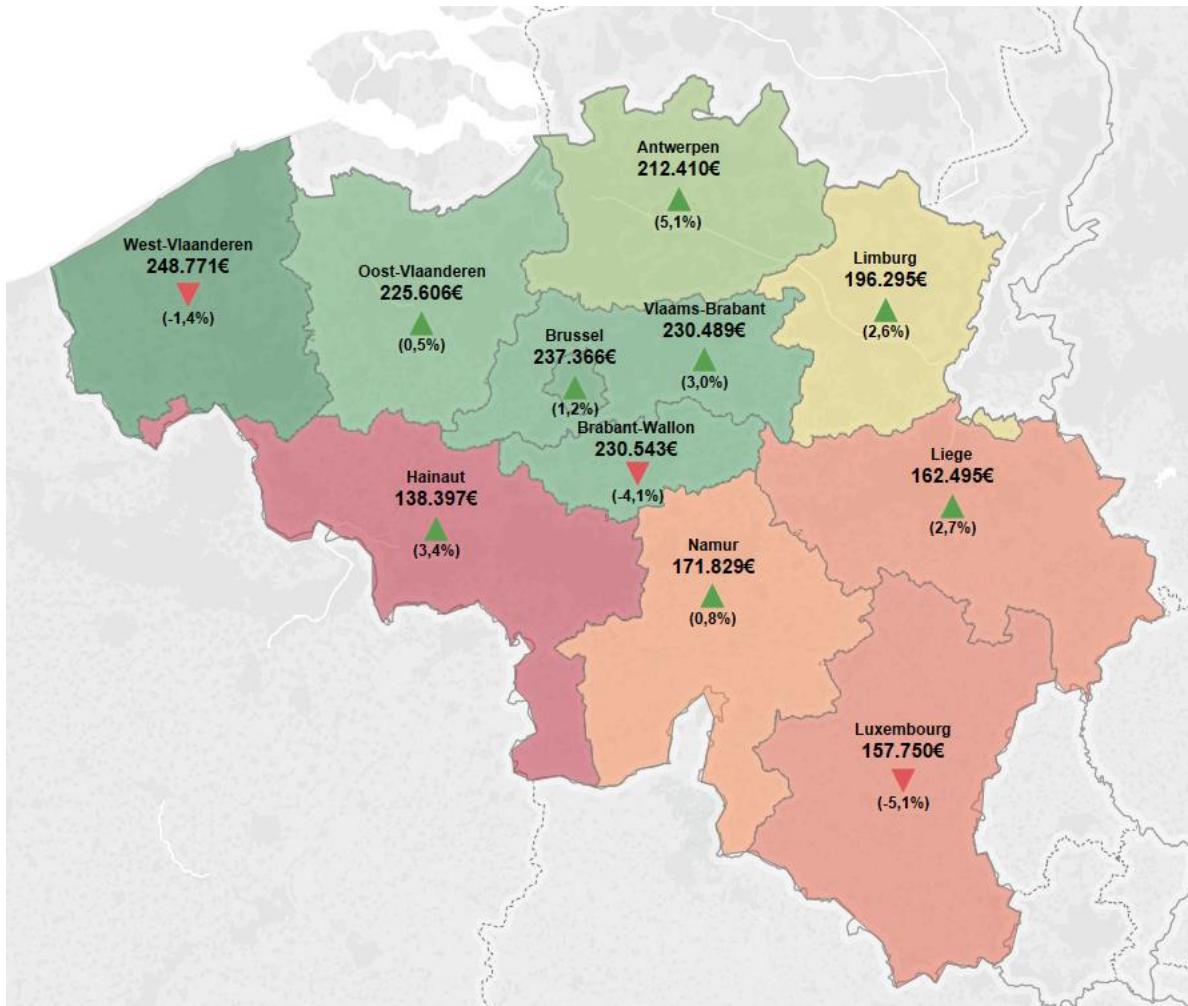 Antwerpen
212.410€
(5,1%)
West-Vlaanderen
248.771€
(-1,4%)
Oost-Vlaanderen
225.606€
(0,5%)
Limburg
196.295€
(2,6%)
Vlaams-Brabant
230.489€
(3,0%)
Brussel
237.366€
(1,2%)
Brabant-Wallon
230.543€
(-4,1%)
Hainaut
138.397€
(3,4%)
Liege
162.495€
(2,7%)
Namur
171.829€
(0,8%)
Luxembourg
157.750€
(-5,1%)